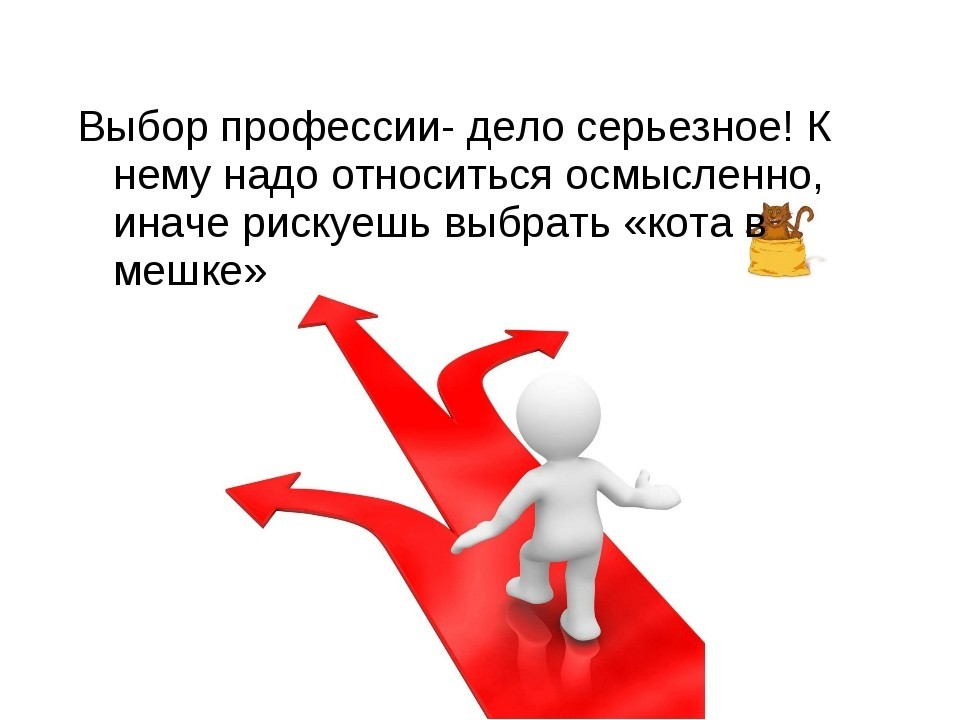 Выбор профессии- дело серьезное! К
нему надо относиться осмысленно,
иначе рискуешь выбрать «кота в
мешке»